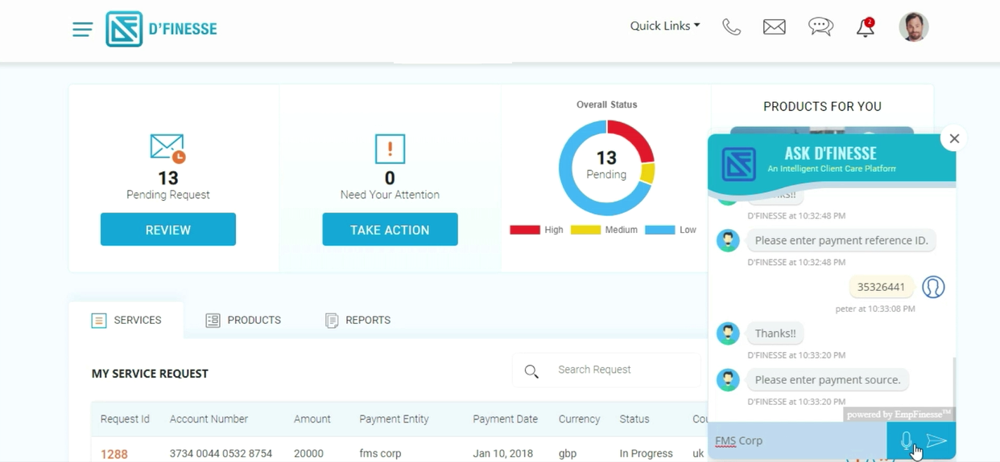 D'FINESSE
Quick Links
2
Overall Status
PRODUCTS FOR YOU
13
Pending
13
Pending Request
0
Need Your Attention
REVIEW
TAKE ACTION
High Medium Low
ASK D'FINESSE
An Intelligent Client Care Platform
D'FINESSE at 10:32:48 PM
Please enter payment reference ID.
D'FINESSE at 10:32:48 PM
35326441
peter at 10:33:08 PM
Thanks!!
D'FINESSE at 10:33:20 PM
Please enter payment source.
D'FINESSE at 10:33:20 PM
powered by EmpFinesse™
FMS Corp
SERVICES PRODUCTS REPORTS
MY SERVICE REQUEST
Search Request
Request Id Account Number Amount Payment Entity Payment Date Currency Status
1288 3734 0044 0532 8754 20000 fms corp Jan 10, 2018 gbp In Progress uk